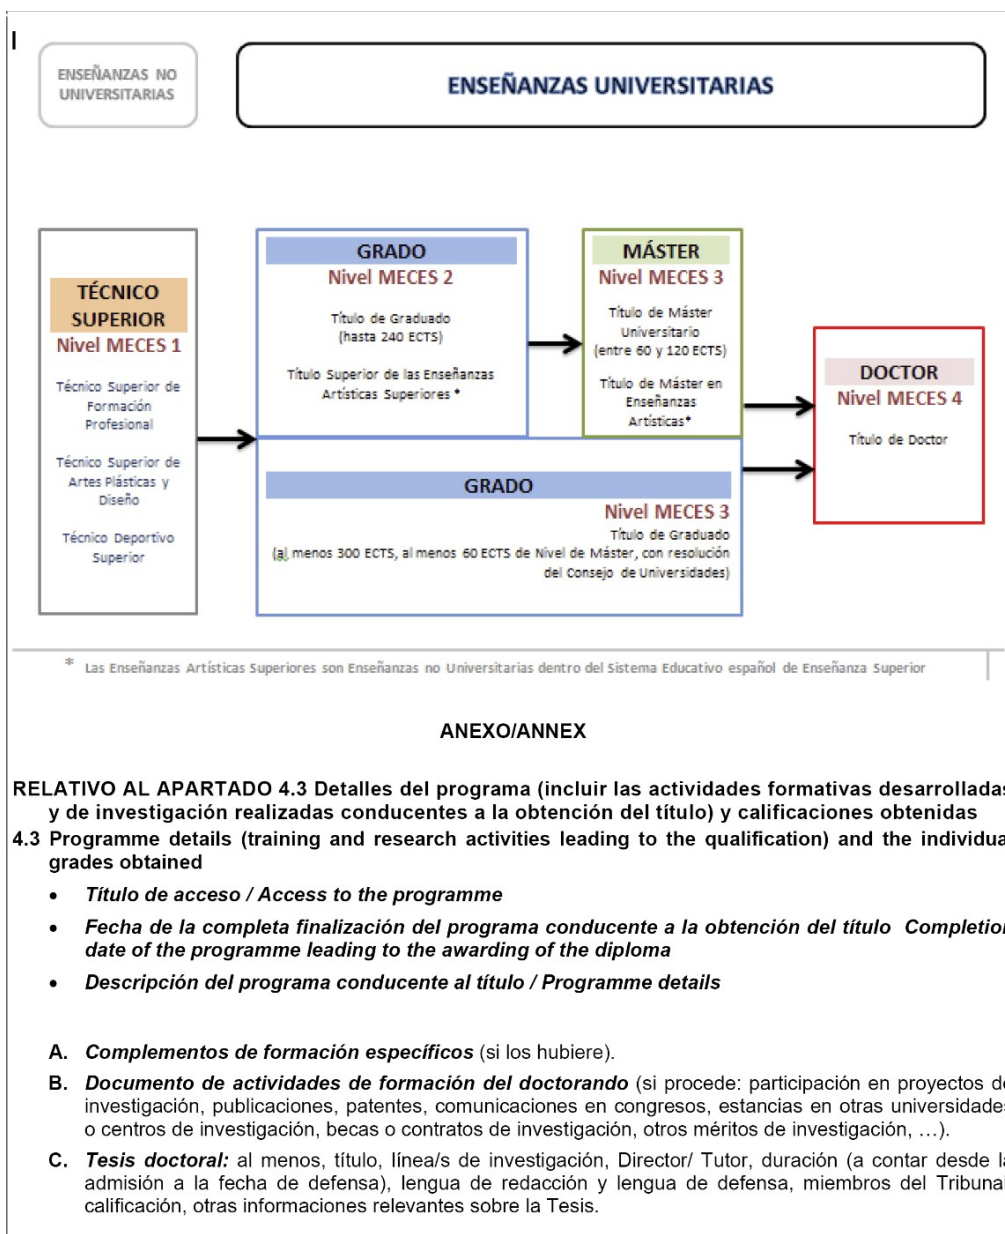 ENSEÑANZAS NO
UNIVERSITARIAS
ENSEÑANZAS UNIVERSITARIAS
TÉCNICO
SUPERIOR
Nivel MECES 1
Técnico Superior de
Formación
Profesional
Técnico Superior de
Artes Plásticas y
Diseño
Técnico Deportivo
Superior
GRADO
Nivel MECES 2
Título de Graduado
(hasta 240 ECTS)
Título Superior de las Enseñanzas
Artísticas Superiores *
MÁSTER
Nivel MECES 3
Título de Máster
Universitario
(entre 60 y 120 ECTS)
Título de Máster en
Enseñanzas
Artísticas*
GRADO
Nivel MECES 3
Título de Graduado
(al menos 300 ECTS, al menos 60 ECTS de Nivel de Máster, con resolución
del Consejo de Universidades)
DOCTOR
Nivel MECES 4
Título de Doctor
* Las Enseñanzas Artísticas Superiores son Enseñanzas no Universitarias dentro del Sistema Educativo español de Enseñanza Superior
ANEXO/ANNEX
RELATIVO AL APARTADO 4.3 Detalles del programa (incluir las actividades formativas desarrolladas
y de investigación realizadas conducentes a la obtención del título) y calificaciones obtenidas
4.3 Programme details (training and research activities leading to the qualification) and the individua
grades obtained
• Título de acceso / Access to the programme
• Fecha de la completa finalización del programa conducente a la obtención del título Completion
date of the programme leading to the awarding of the diploma
• Descripción del programa conducente al título / Programme details
A. Complementos de formación específicos (si los hubiere).
B. Documento de actividades de formación del doctorando (si procede: participación en proyectos de
investigación, publicaciones, patentes, comunicaciones en congresos, estancias en otras universidades
o centros de investigación, becas o contratos de investigación, otros méritos de investigación, …).
C. Tesis doctoral: al menos, título, línea/s de investigación, Director/ Tutor, duración (a contar desde la
admisión a la fecha de defensa), lengua de redacción y lengua de defensa, miembros del Tribunal
calificación, otras informaciones relevantes sobre la Tesis.